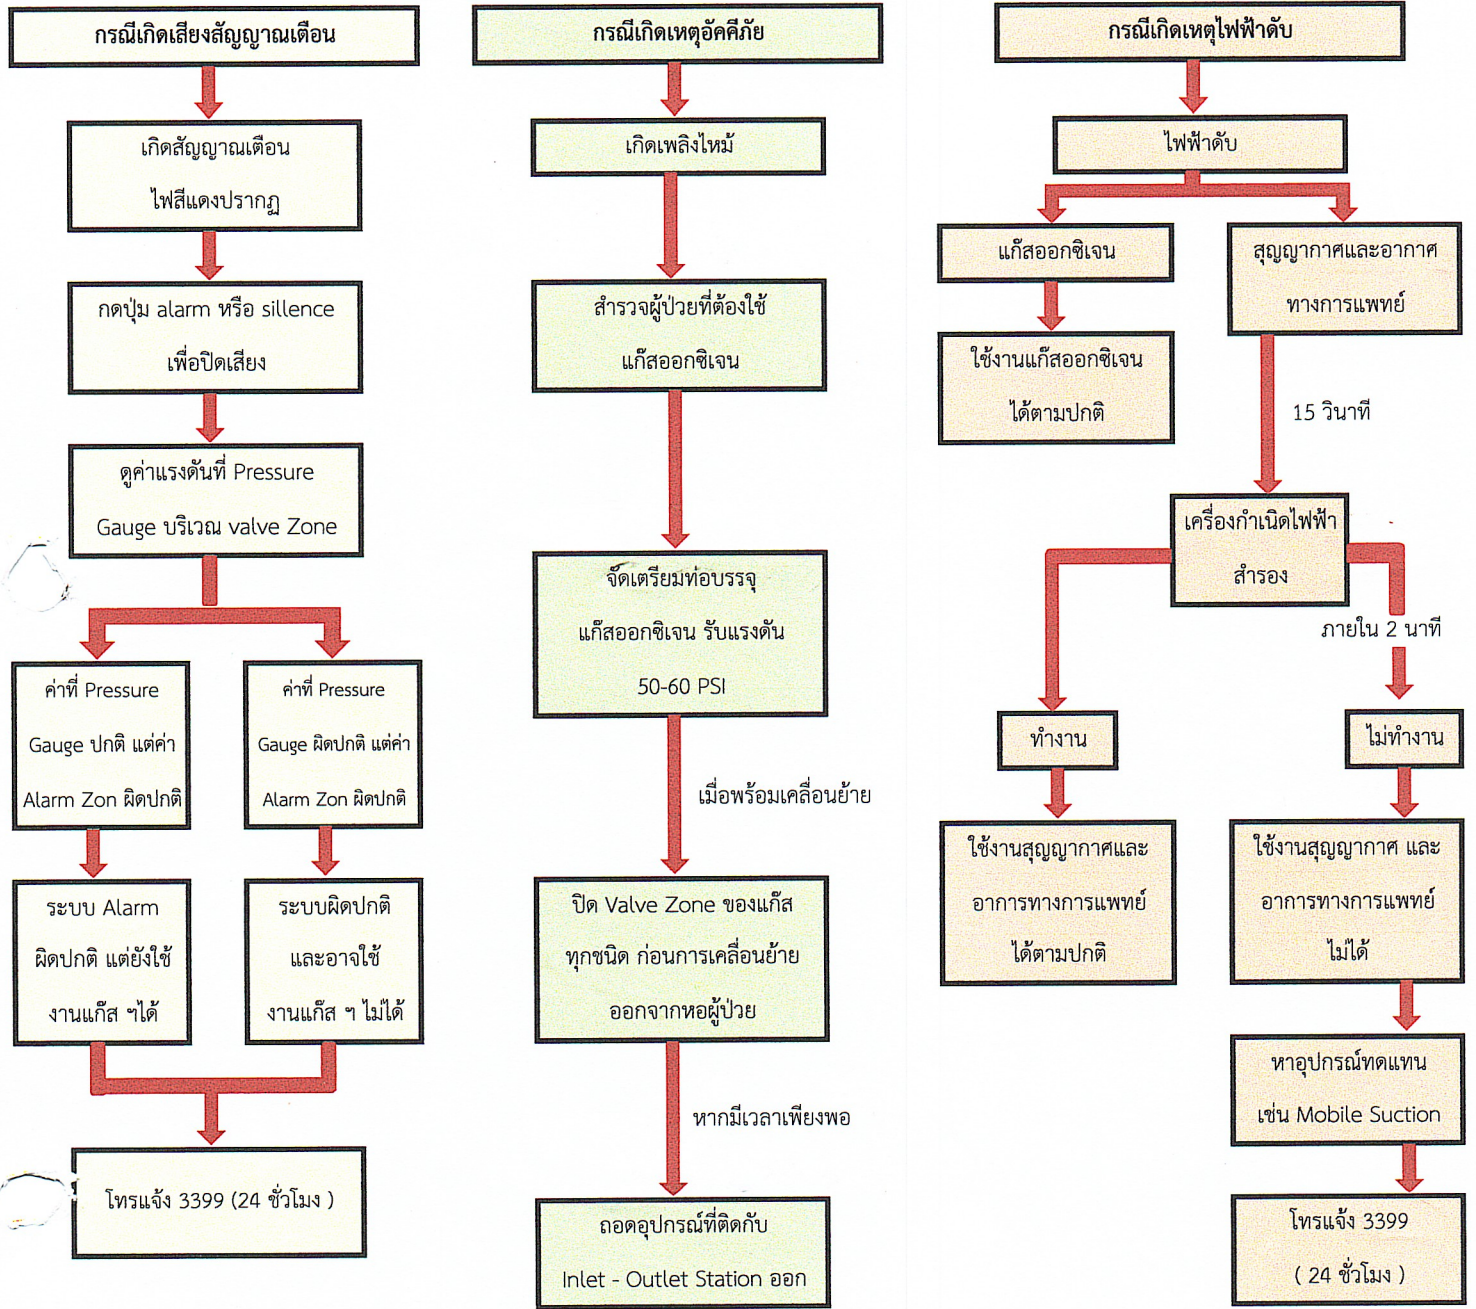 กรณีเกิดเสียงสัญญาณเตือน
เกิดสัญญาณเตือน
ไฟสีแดงปรากฏ
กดปุ่ม alarm หรือ sillence
เพื่อปิดเสียง
ดูค่าแรงดันที่ Pressure
Gauge บริเวณ valve Zone
ค่าที่ Pressure
Gauge ปกติ แต่ค่า
Alarm Zon ผิดปกติ
ค่าที่ Pressure
Gauge ผิดปกติ แต่ค่า
Alarm Zon ผิดปกติ
ระบบ Alarm
ผิดปกติ แต่ยังใช้
งานแก๊ส ฯได้
ระบบผิดปกติ
และอาจใช้
งานแก๊ส ฯ ไม่ได้
โทรแจ้ง 3399 (24 ชั่วโมง )
กรณีเกิดเหตุอัคคีภัย
เกิดเพลิงไหม้
สำรวจผู้ป่วยที่ต้องใช้
แก๊สออกซิเจน
จัดเตรียมท่อบรรจุ
แก๊สออกซิเจน รับแรงดัน
50-60 PSI
เมื่อพร้อมเคลื่อนย้าย
ปิด Valve Zone ของแก๊ส
ทุกชนิด ก่อนการเคลื่อนย้าย
ออกจากหอผู้ป่วย
หากมีเวลาเพียงพอ
ถอดอุปกรณ์ที่ติดกับ
Inlet - Outlet Station ออก
กรณีเกิดเหตุไฟฟ้าดับ
ไฟฟ้าดับ
แก๊สออกซิเจน
ใช้งานแก๊สออกซิเจน
ได้ตามปกติ
สุญญากาศและอากาศ
ทางการแพทย์
15 วินาที
เครื่องกำเนิดไฟฟ้า
สำรอง
ภายใน 2 นาที
ทำงาน
ใช้งานสุญญากาศและ
อาการทางการแพทย์
ได้ตามปกติ
ไม่ทำงาน
ใช้งานสุญญากาศ และ
อาการทางการแพทย์
ไม่ได้
หาอุปกรณ์ทดแทน
เช่น Mobile Suction
โทรแจ้ง 3399
( 24 ชั่วโมง )